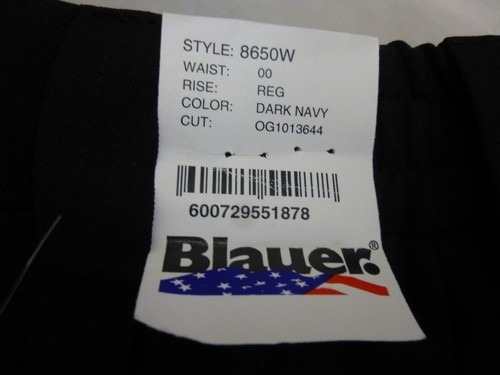 STYLE: 8650W
WAIST: 00
RISE: REG
COLOR: DARK NAVY
CUT: OG1013644
600729551878
Blauer.®